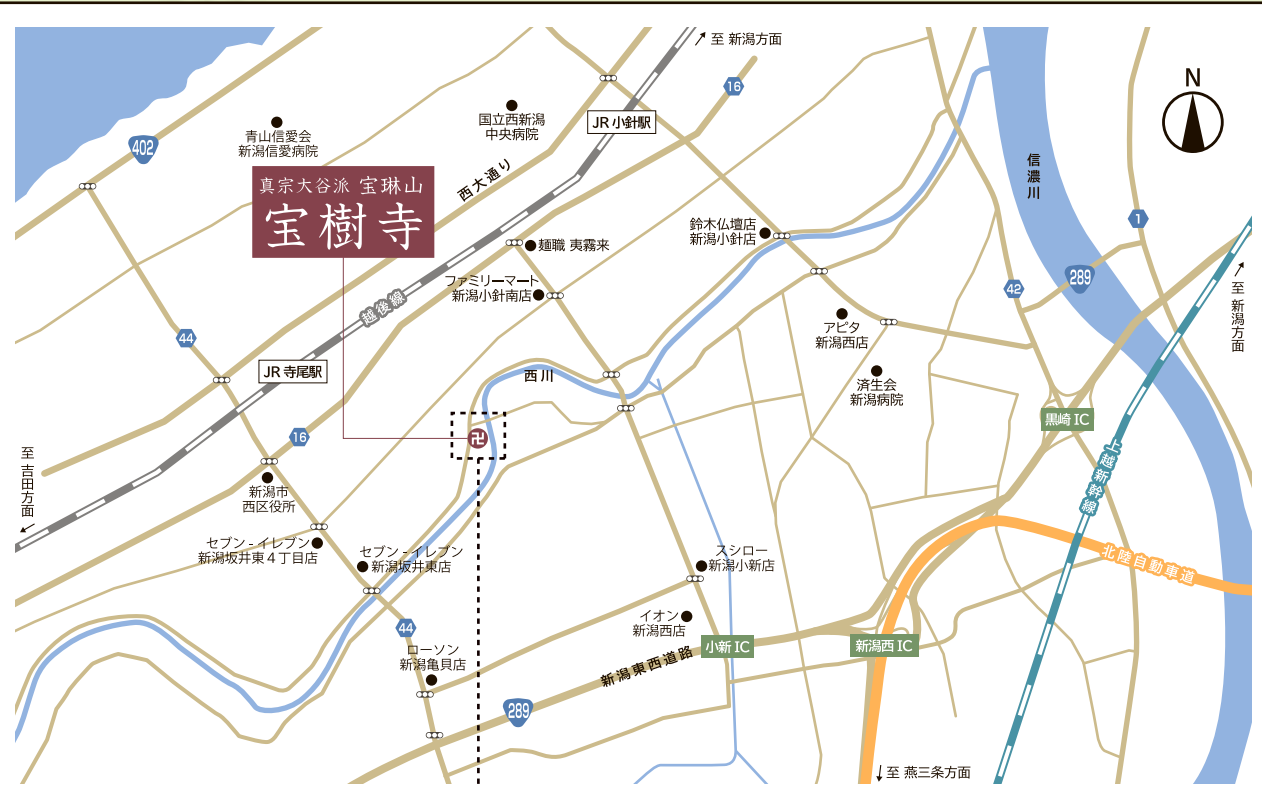 至 新潟方面
N
16
国立西新潟
中央病院
JR 小針駅
青山信愛会
新潟信愛病院
402
西大通り
信濃川
真宗大谷派 宝琳山
宝樹寺
鈴木仏壇店
新潟小針店
1
麺職 夷霧来
289
42
至 新潟方面
ファミリーマート
新潟小針南店
越後線
アピタ
新潟西店
44
JR 寺尾駅
西川
済生会
新潟病院
黒崎 IC
16
卍
上越新幹線
至 吉田方面
新潟市
西区役所
セブン - イレブン
新潟坂井東４丁目店
セブン - イレブン
新潟坂井東店
スシロー
新潟小新店
北陸自動車道
イオン
新潟西店
44
小新 IC
新潟西 IC
ローソン
新潟亀貝店
新潟東西道路
289
至 燕三条方面